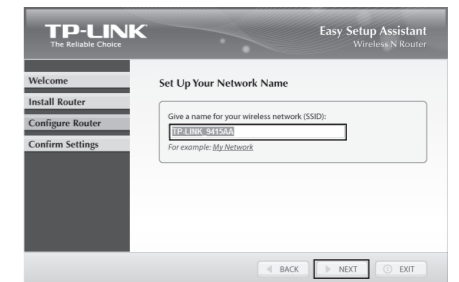 TP-LINK
The Reliable Choice
Easy Setup Assistant
Wireless N Router
Welcome
Install Router
Configure Router
Confirm Settings
Set Up Your Network Name
Give a name for your wireless network (SSID):
TP-LINK_9415AA
For example: My Network
BACK
NEXT
EXIT